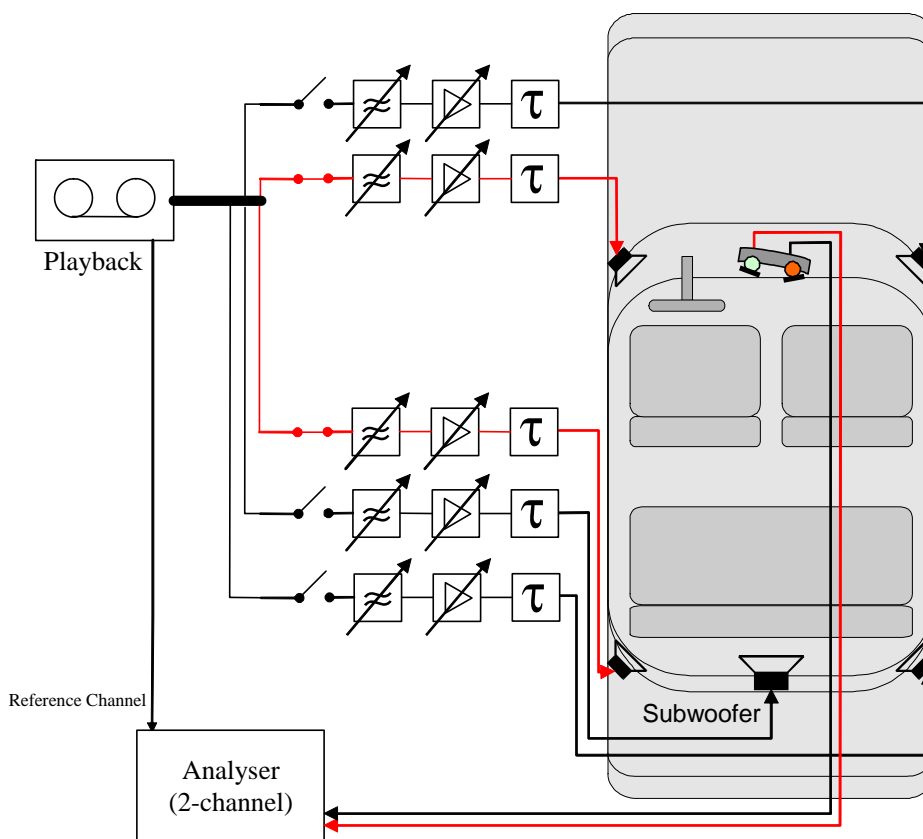 τ
τ
Playback
τ
τ
τ
Reference Channel
Subwoofer
Analyser
(2-channel)